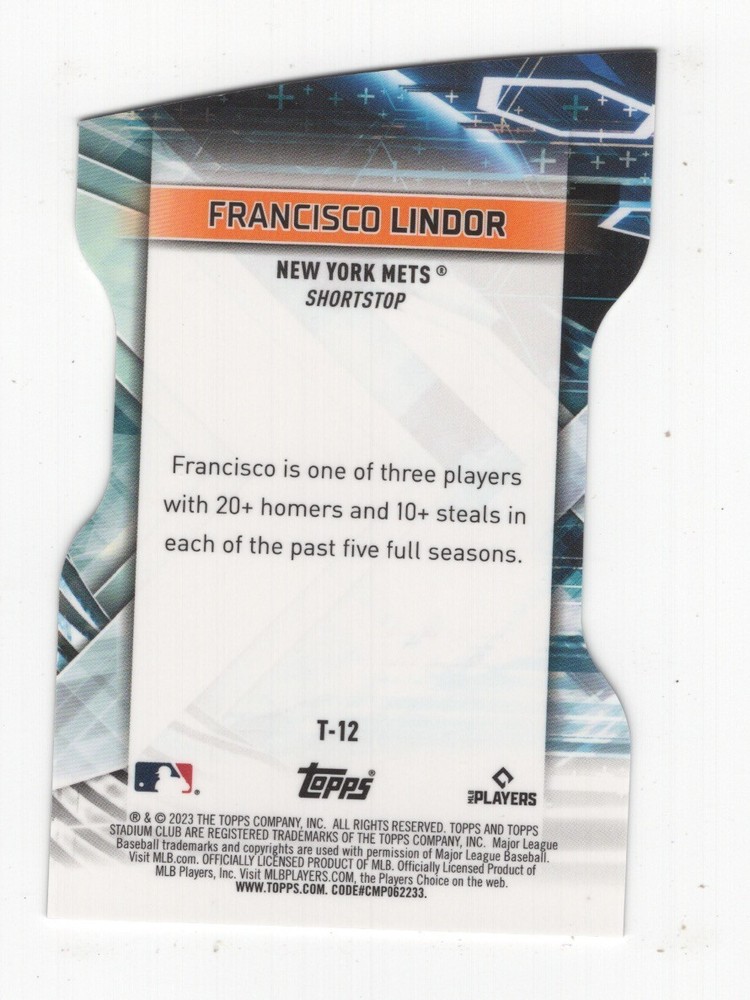 FRANCISCO LINDOR
NEW YORK METS ®
SHORTSTOP
Francisco is one of three players
with 20+ homers and 10+ steals in
each of the past five full seasons.
T-12
topps®
MLB PLAYERS
® & © 2023 THE TOPPS COMPANY, INC. ALL RIGHTS RESERVED. TOPPS AND TOPPS
STADIUM CLUB ARE REGISTERED TRADEMARKS OF THE TOPPS COMPANY, INC. Major League
Baseball trademarks and copyrights are used with permission of Major League Baseball.
Visit MLB.com. OFFICIALLY LICENSED PRODUCT OF MLB. Officially Licensed Product of
MLB Players, Inc. Visit MLBPLAYERS.COM, the Players Choice on the web.
WWW.TOPPS.COM. CODE#CMP062233.